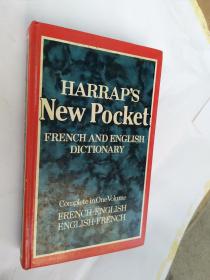 HARRAP'S
New Pocket
FRENCH AND ENGLISH
DICTIONARY
Complete in One Volume
FRENCH-ENGLISH
ENGLISH-FRENCH